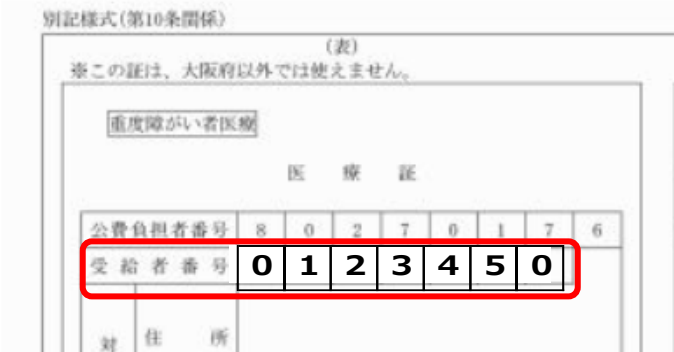 別記様式(第10条関係)
(表)
※この証は、大阪府以外では使えません。
重度障がい者医療
医療証
公費負担者番号 8 0 2 7 0 1 7 6
受給者番号 0 1 2 3 4 5 0
対
住所